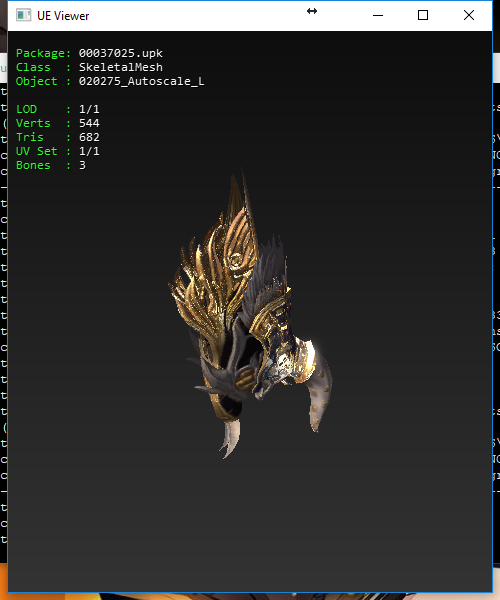 UE Viewer
Package: 00037025.upk
Class  : SkeletalMesh
Object : 020275_Autoscale_L
LOD    : 1/1
Verts  : 544
Tris   : 682
UV Set : 1/1
Bones  : 3